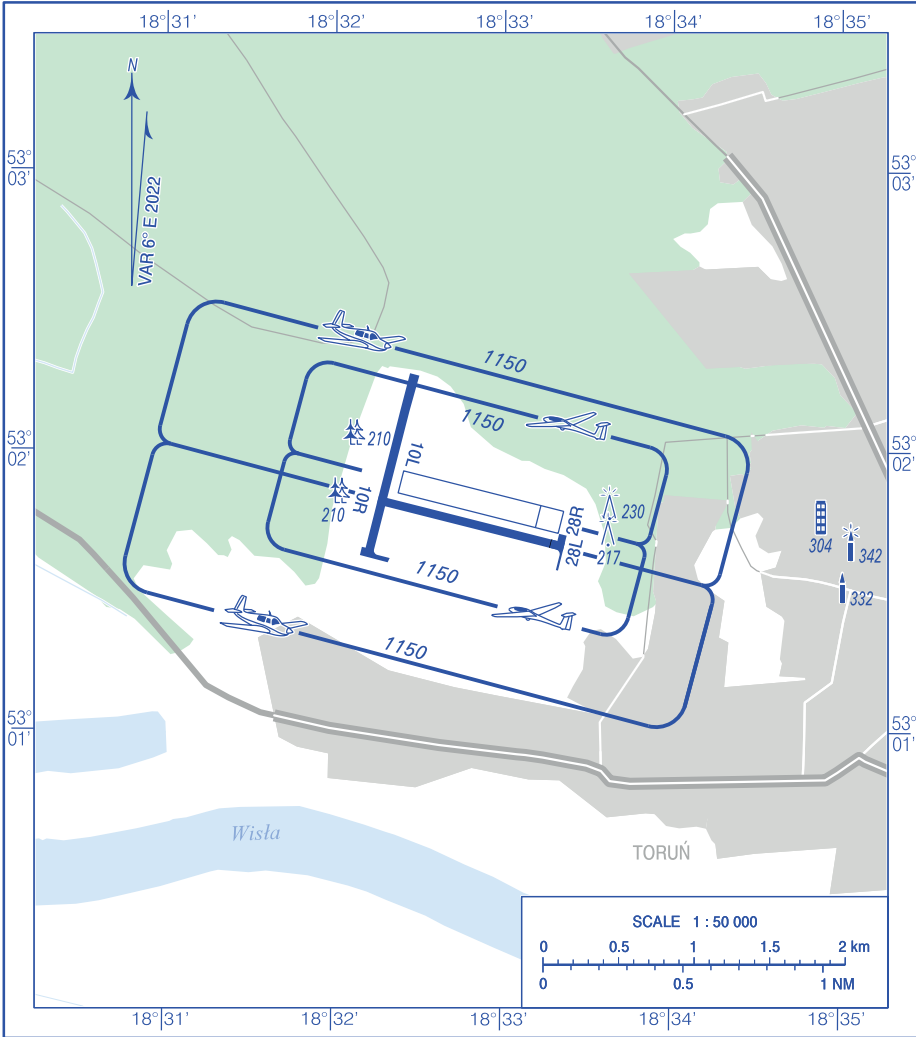 18°31' 18°32' 18°33' 18°34' 18°35'
N
53°
03'
53°
03'
VAR 6° E 2022
1150
1150
210
10L
53°
02'
53°
02'
10R
210
28R
28L
230
217
304
342
332
1150
1150
53°
01'
53°
01'
Wisła
TORUŃ
SCALE 1 : 50 000
0 0.5 1 1.5 2 km
0 0.5 1 NM
18°31' 18°32' 18°33' 18°34' 18°35'